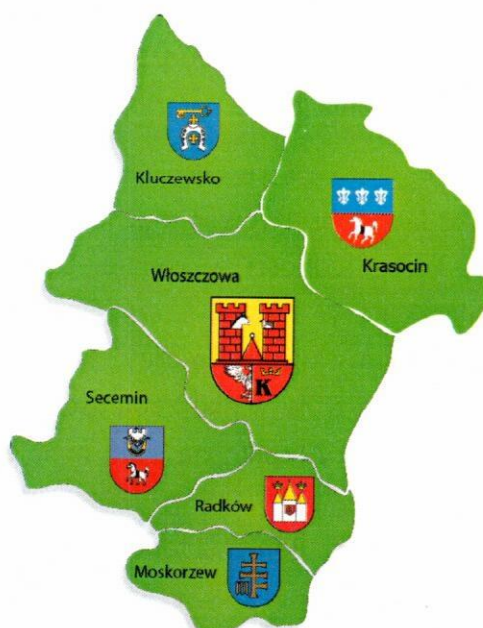 Kluczewsko
Krasocin
Włoszczowa
K
Secemin
Radków
Moskorzew